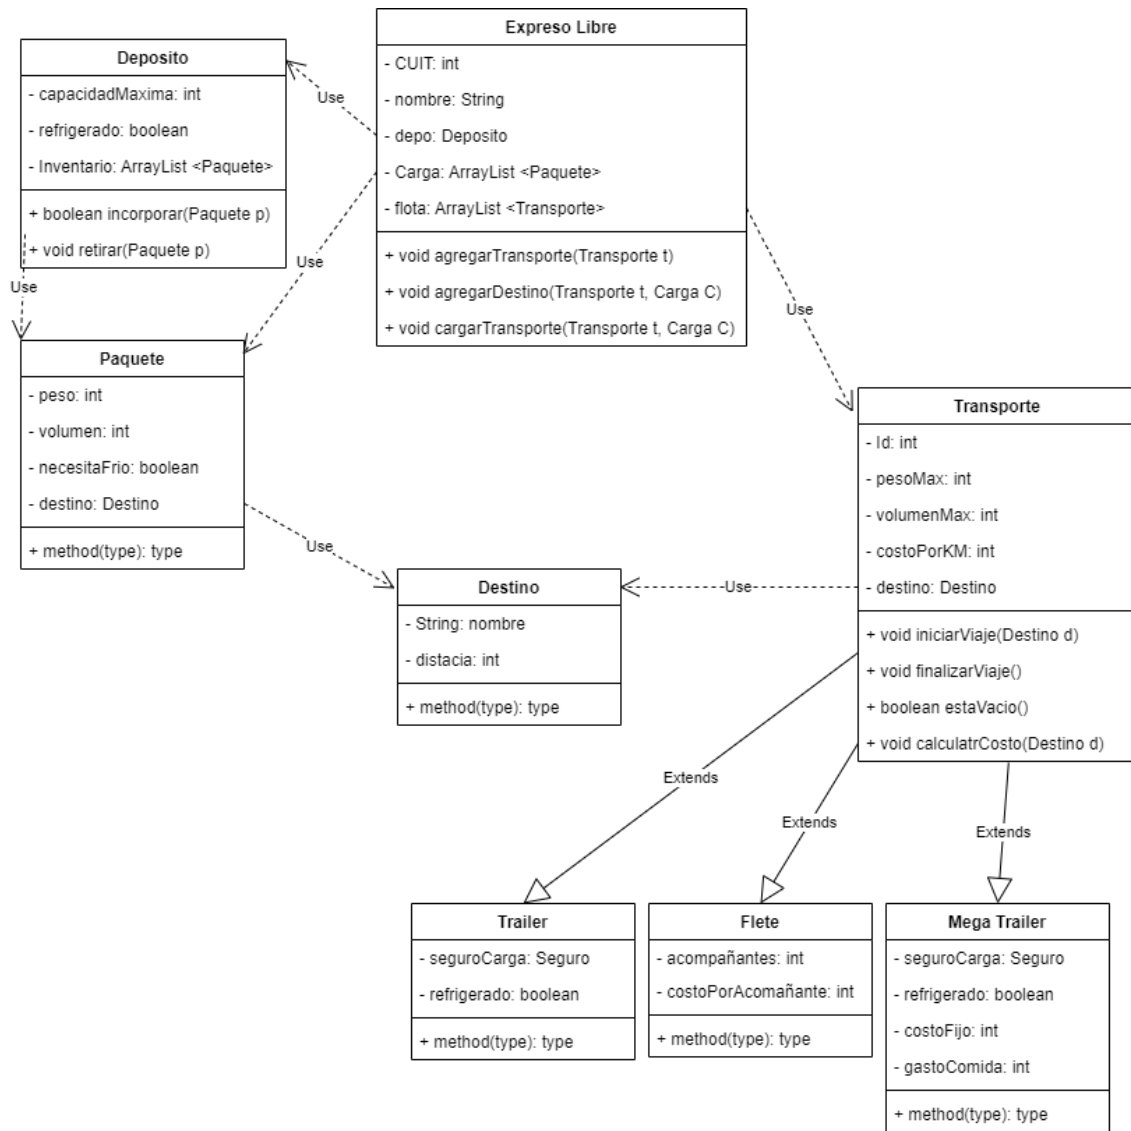 Expreso Libre
- CUIT: int
- nombre: String
- depo: Deposito
- Carga: ArrayList <Paquete>
- flota: ArrayList <Transporte>
+ void agregarTransporte(Transporte t)
+ void agregarDestino(Transporte t, Carga C)
+ void cargarTransporte(Transporte t, Carga C)
Deposito
- capacidadMaxima: int
- refrigerado: boolean
- Inventario: ArrayList <Paquete>
+ boolean incorporar(Paquete p)
+ void retirar(Paquete p)
Use
Use
Use
Use
Paquete
- peso: int
- volumen: int
- necesitaFrio: boolean
- destino: Destino
+ method(type): type
Transporte
- Id: int
- pesoMax: int
- volumenMax: int
- costoPorKM: int
- destino: Destino
+ void iniciarViaje(Destino d)
+ void finalizarViaje()
+ boolean estaVacio()
+ void calculatrCosto(Destino d)
Use
Use
Destino
- String: nombre
- distacia: int
+ method(type): type
Extends
Extends
Extends
Trailer
- seguroCarga: Seguro
- refrigerado: boolean
+ method(type): type
Flete
- acompañantes: int
- costoPorAcomañante: int
+ method(type): type
Mega Trailer
- seguroCarga: Seguro
- refrigerado: boolean
- costoFijo: int
- gastoComida: int
+ method(type): type